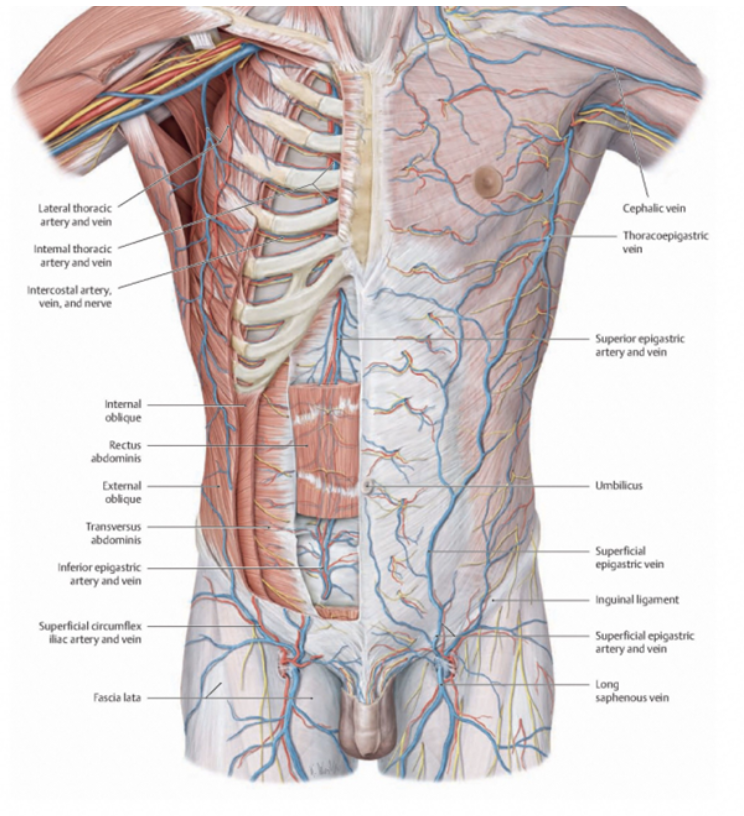 Lateral thoracic
artery and vein
Internal thoracic
artery and vein
Intercostal artery,
vein, and nerve
Internal
oblique
Rectus
abdominis
External
oblique
Transversus
abdominis
Inferior epigastric
artery and vein
Superficial circumflex
iliac artery and vein
Fascia lata
Cephalic vein
Thoracoepigastric
vein
Superior epigastric
artery and vein
Umbilicus
Superficial
epigastric vein
Inguinal ligament
Superficial epigastric
artery and vein
Long
saphenous vein